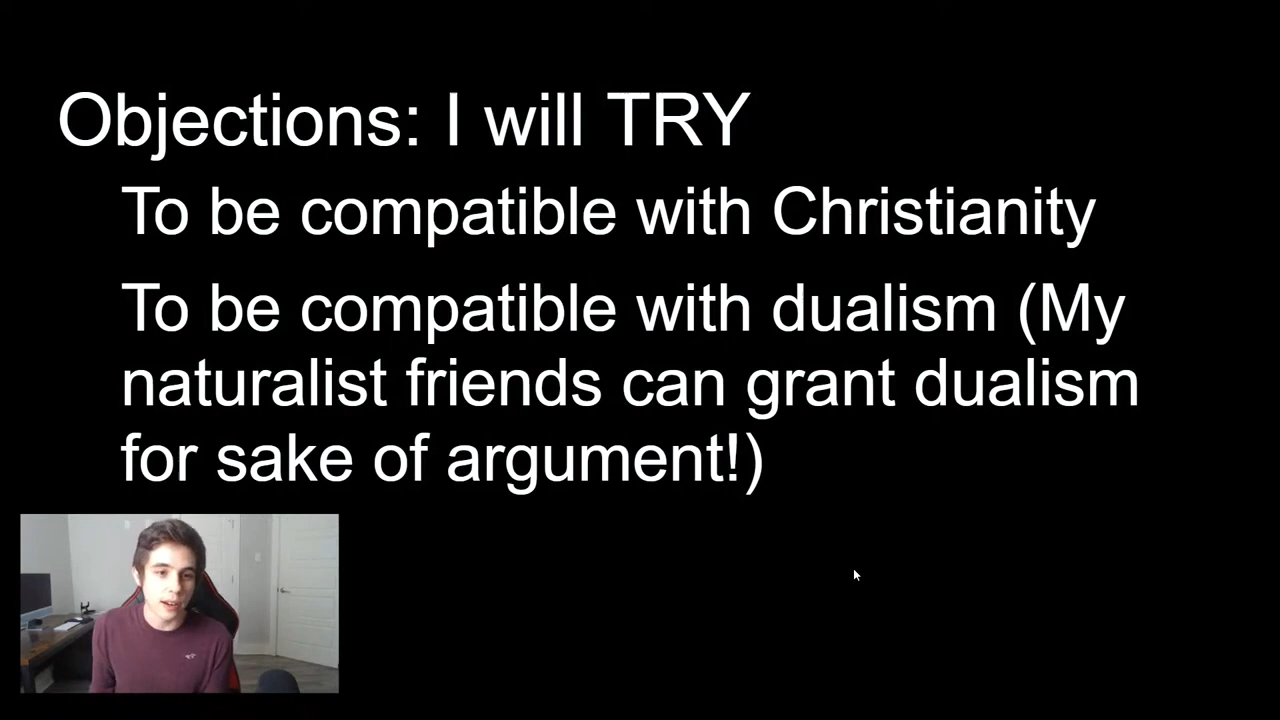 Objections: I will TRY
To be compatible with Christianity
To be compatible with dualism (My
naturalist friends can grant dualism
for sake of argument!)